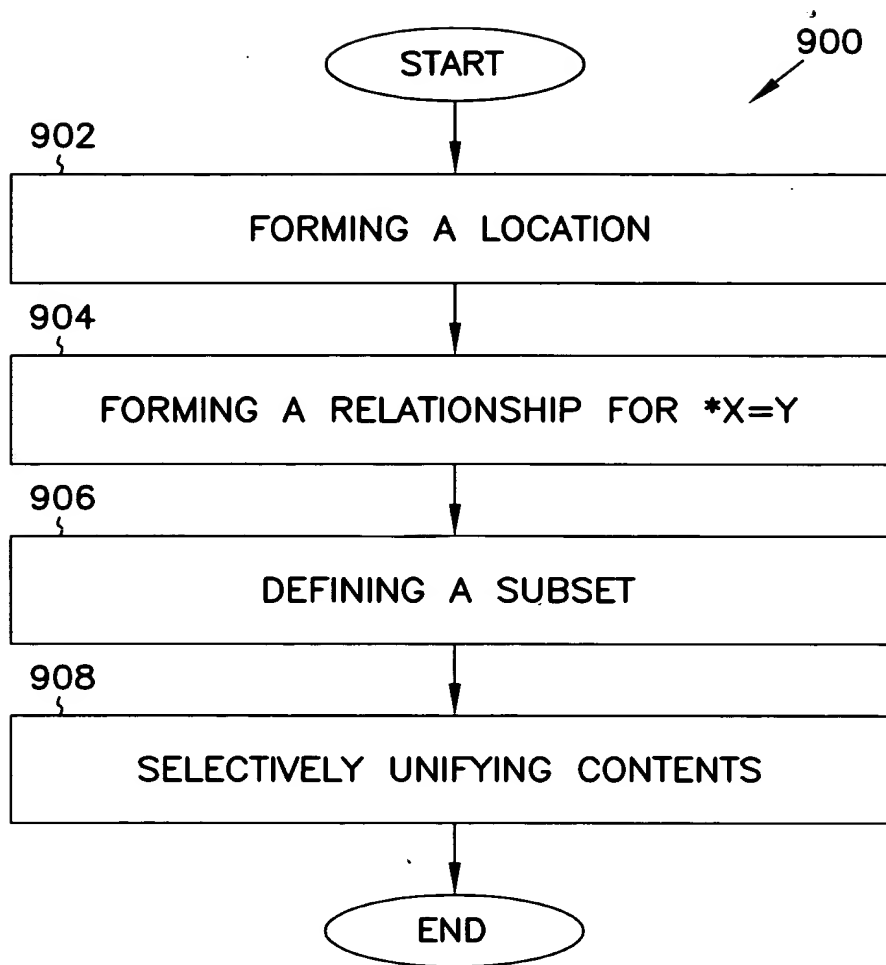 900
START
902
FORMING A LOCATION
904
FORMING A RELATIONSHIP FOR *X=Y
906
DEFINING A SUBSET
908
SELECTIVELY UNIFYING CONTENTS
END